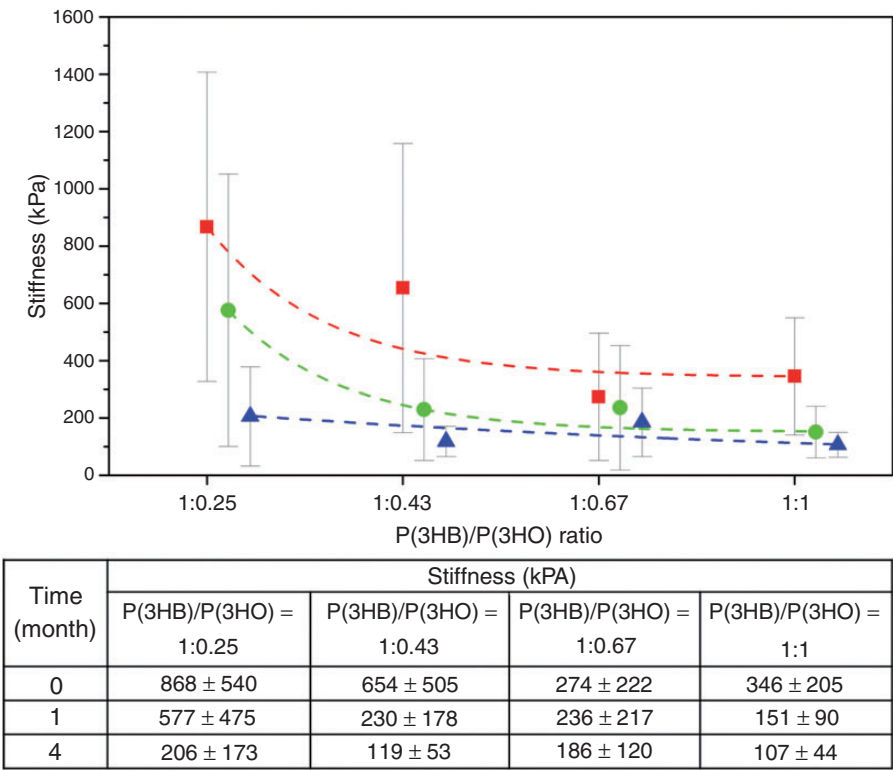 1600
1400
1200
1000
800
600
400
200
0
Stiffness (kPa)
1:0.25 1:0.43 1:0.67 1:1
P(3HB)/P(3HO) ratio
Time (month)
Stiffness (kPA)
P(3HB)/P(3HO) = 1:0.25
P(3HB)/P(3HO) = 1:0.43
P(3HB)/P(3HO) = 1:0.67
P(3HB)/P(3HO) = 1:1
0 868 ± 540 654 ± 505 274 ± 222 346 ± 205
1 577 ± 475 230 ± 178 236 ± 217 151 ± 90
4 206 ± 173 119 ± 53 186 ± 120 107 ± 44